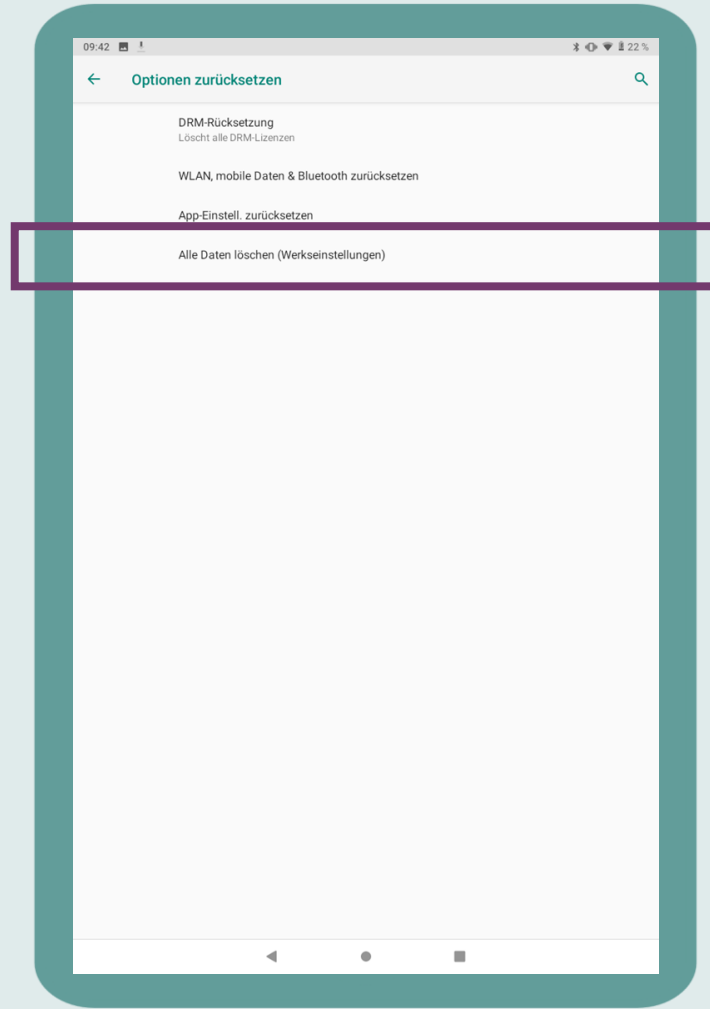 09:42 22 %
Optionen zurücksetzen
DRM-Rücksetzung
Löscht alle DRM-Lizenzen
WLAN, mobile Daten & Bluetooth zurücksetzen
App-Einstell. zurücksetzen
Alle Daten löschen (Werkseinstellungen)